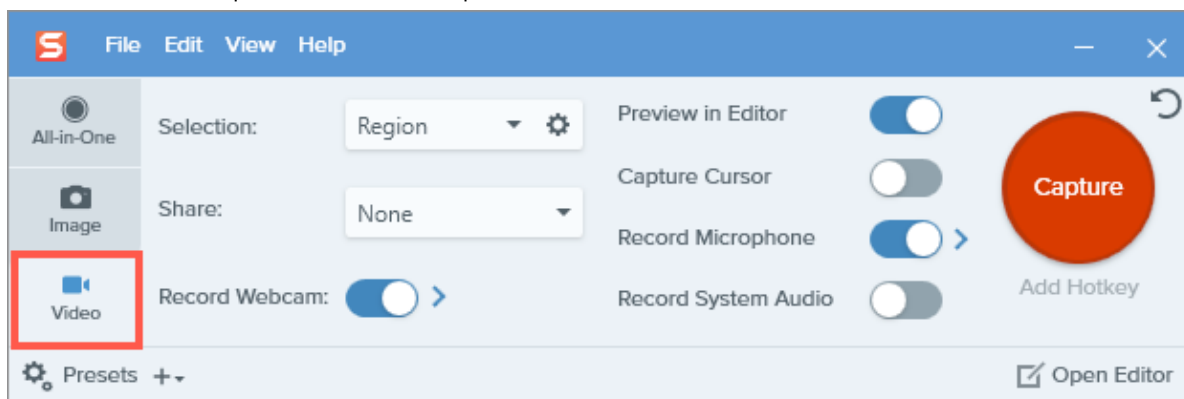 File Edit View Help
All-in-One
Image
Video
Selection: Region
Share: None
Record Webcam:
Preview in Editor
Capture Cursor
Record Microphone
Record System Audio
Capture
Add Hotkey
Presets
Open Editor